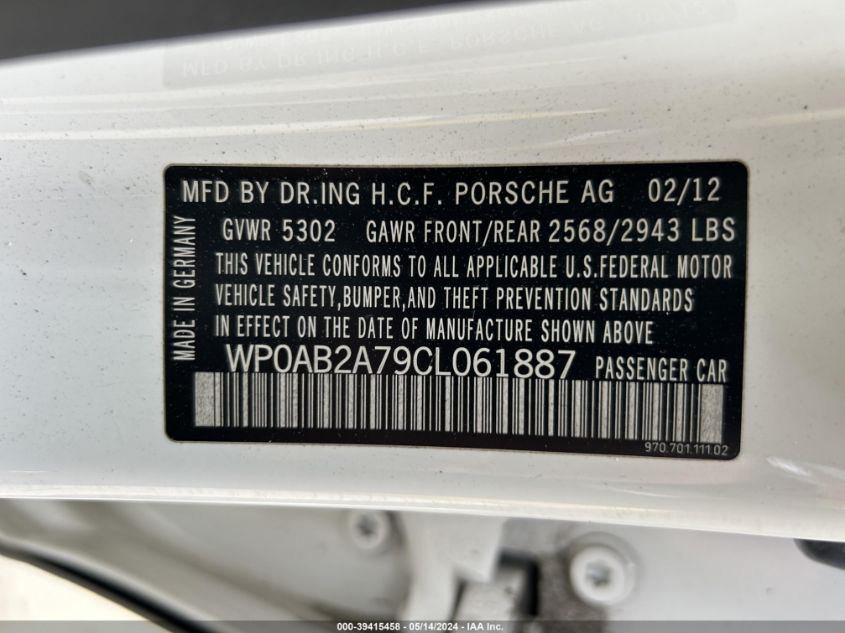 MFD BY DR.ING H.C.F. PORSCHE AG 02/12
GVWR 5302 GAWR FRONT/REAR 2568/2943 LBS
THIS VEHICLE CONFORMS TO ALL APPLICABLE U.S.FEDERAL MOTOR
VEHICLE SAFETY,BUMPER,AND THEFT PREVENTION STANDARDS
IN EFFECT ON THE DATE OF MANUFACTURE SHOWN ABOVE
WP0AB2A79CL061887 PASSENGER CAR
970.701.111.02
MADE IN GERMANY
000-39415458 - 05/14/2024 - IAA Inc.